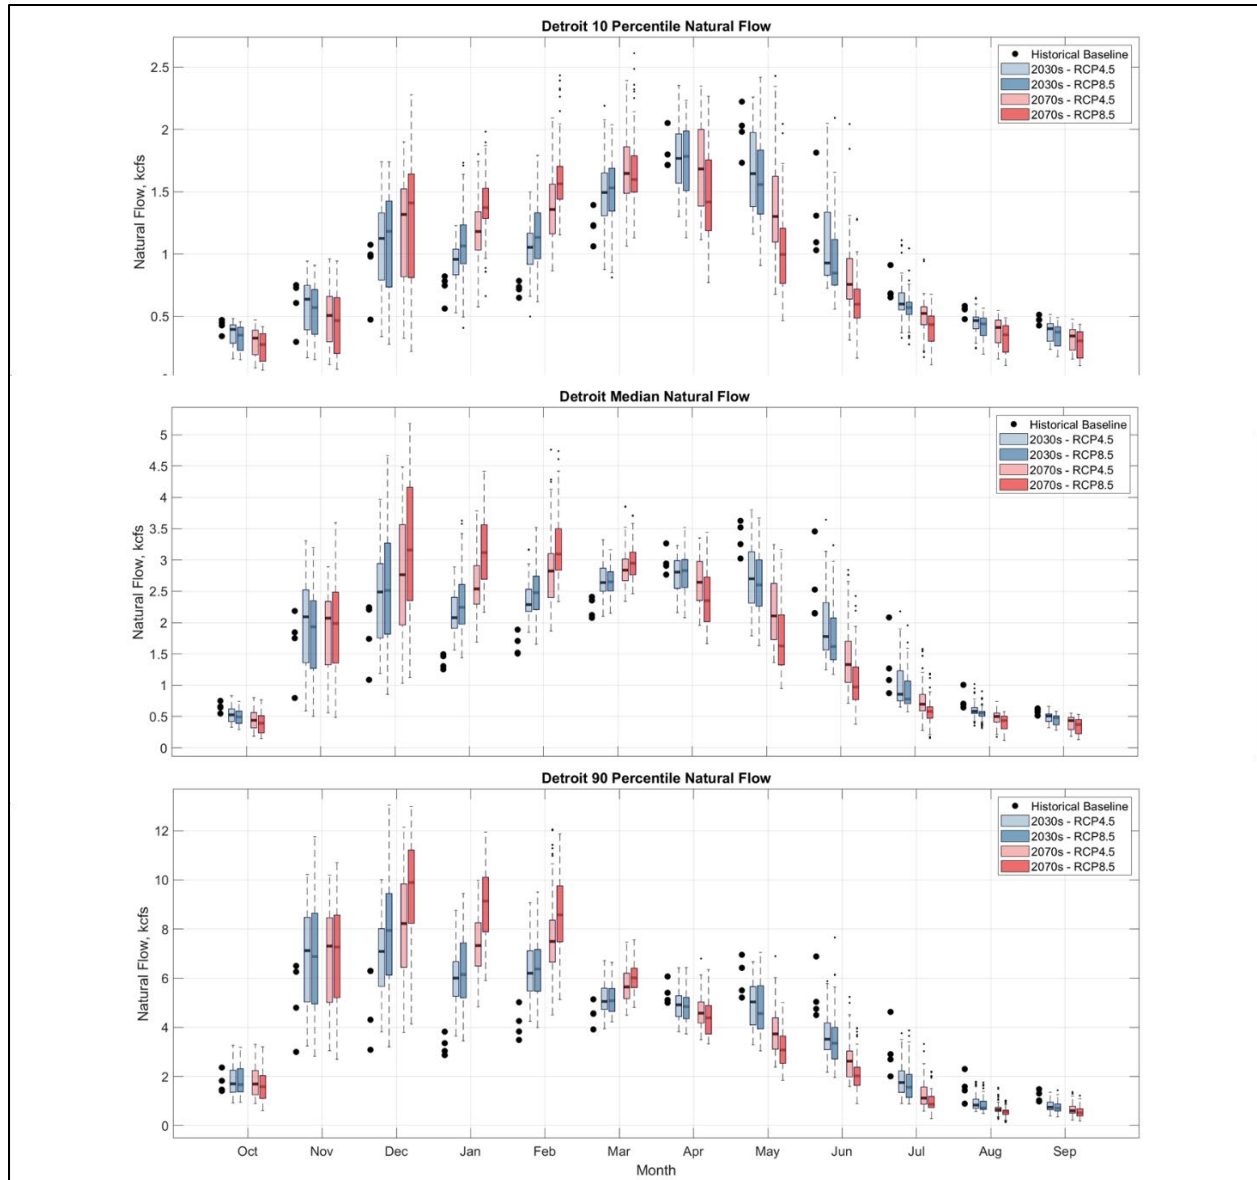 Detroit 10 Percentile Natural Flow
2.5
2
1.5
1
0.5
Natural Flow, kcfs
Historical Baseline
2030s - RCP4.5
2030s - RCP8.5
2070s - RCP4.5
2070s - RCP8.5
Detroit Median Natural Flow
5
4.5
4
3.5
3
2.5
2
1.5
1
0.5
0
Natural Flow, kcfs
Historical Baseline
2030s - RCP4.5
2030s - RCP8.5
2070s - RCP4.5
2070s - RCP8.5
Detroit 90 Percentile Natural Flow
12
10
8
6
4
2
0
Natural Flow, kcfs
Historical Baseline
2030s - RCP4.5
2030s - RCP8.5
2070s - RCP4.5
2070s - RCP8.5
Oct Nov Dec Jan Feb Mar Apr May Jun Jul Aug Sep
Month